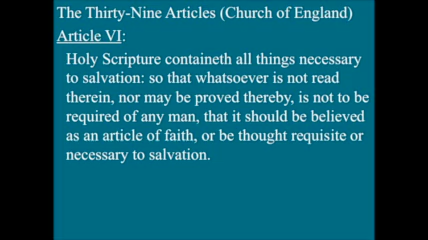 The Thirty-Nine Articles (Church of England)
Article VI:
Holy Scripture containeth all things necessary
to salvation: so that whatsoever is not read
therein, nor may be proved thereby, is not to be
required of any man, that it should be believed
as an article of faith, or be thought requisite or
necessary to salvation.